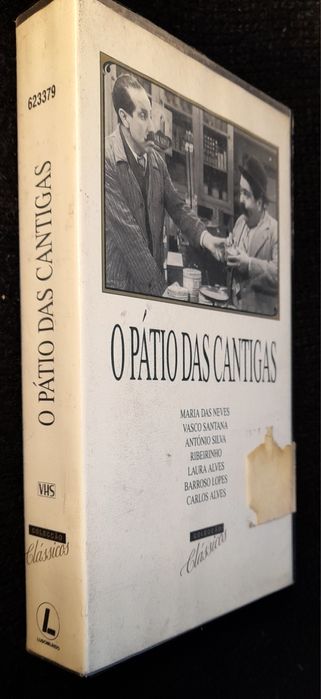 623379
O PÁTIO DAS CANTIGAS
VHS
COLECÇÃO
Clássicos
L
LUSOMUNDO
O PÁTIO DAS CANTIGAS
MARIA DAS NEVES
VASCO SANTANA
ANTÓNIO SILVA
RIBEIRINHO
LAURA ALVES
BARROSO LOPES
CARLOS ALVES
COLECÇÃO
Clássicos